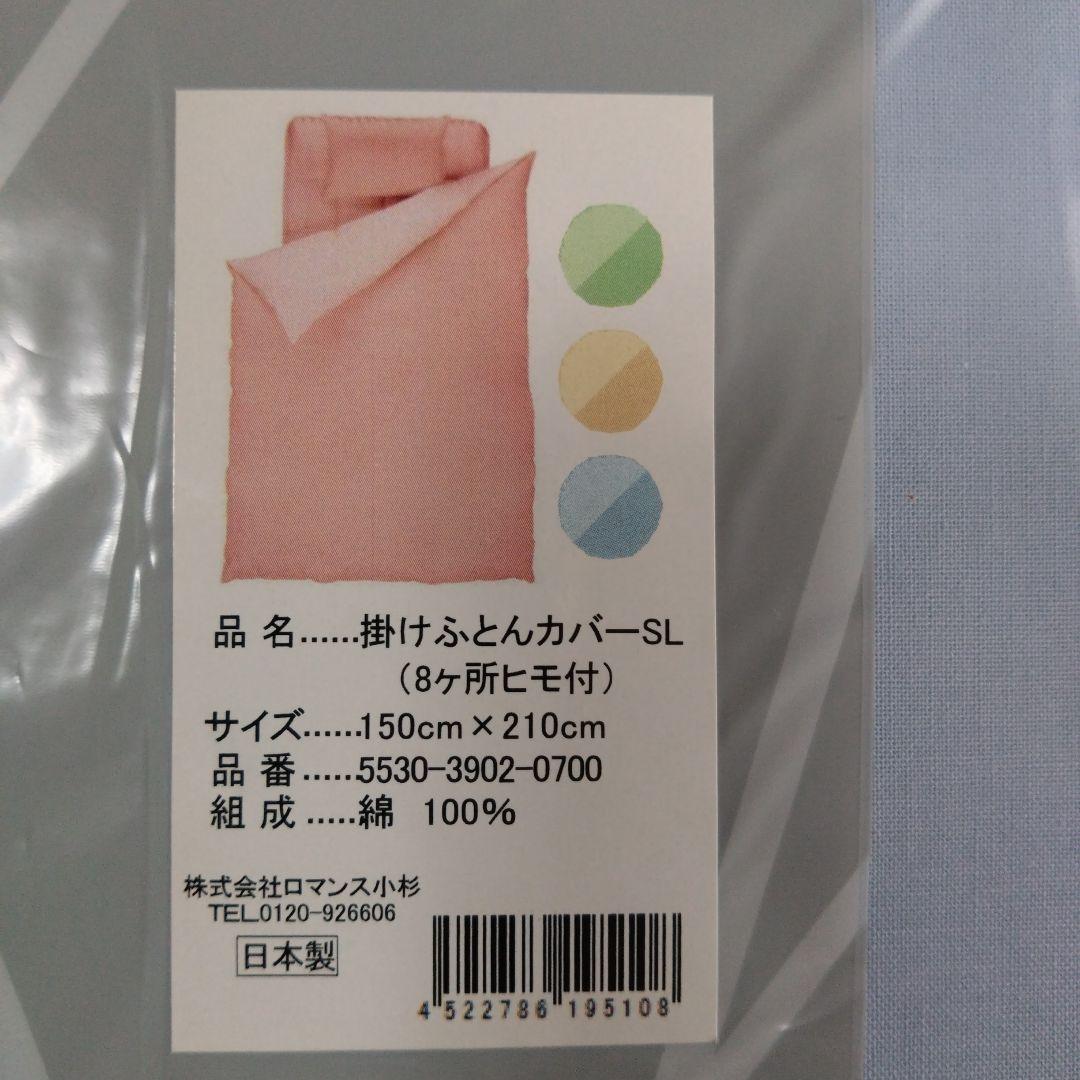 品 名......掛けふとんカバーSL
（8ヶ所ヒモ付）
サイズ......150cm×210cm
品 番......5530-3902-0700
組 成.....綿 100%
株式会社ロマンス小杉
TEL.0120-926606
日本製
4 522786 195108